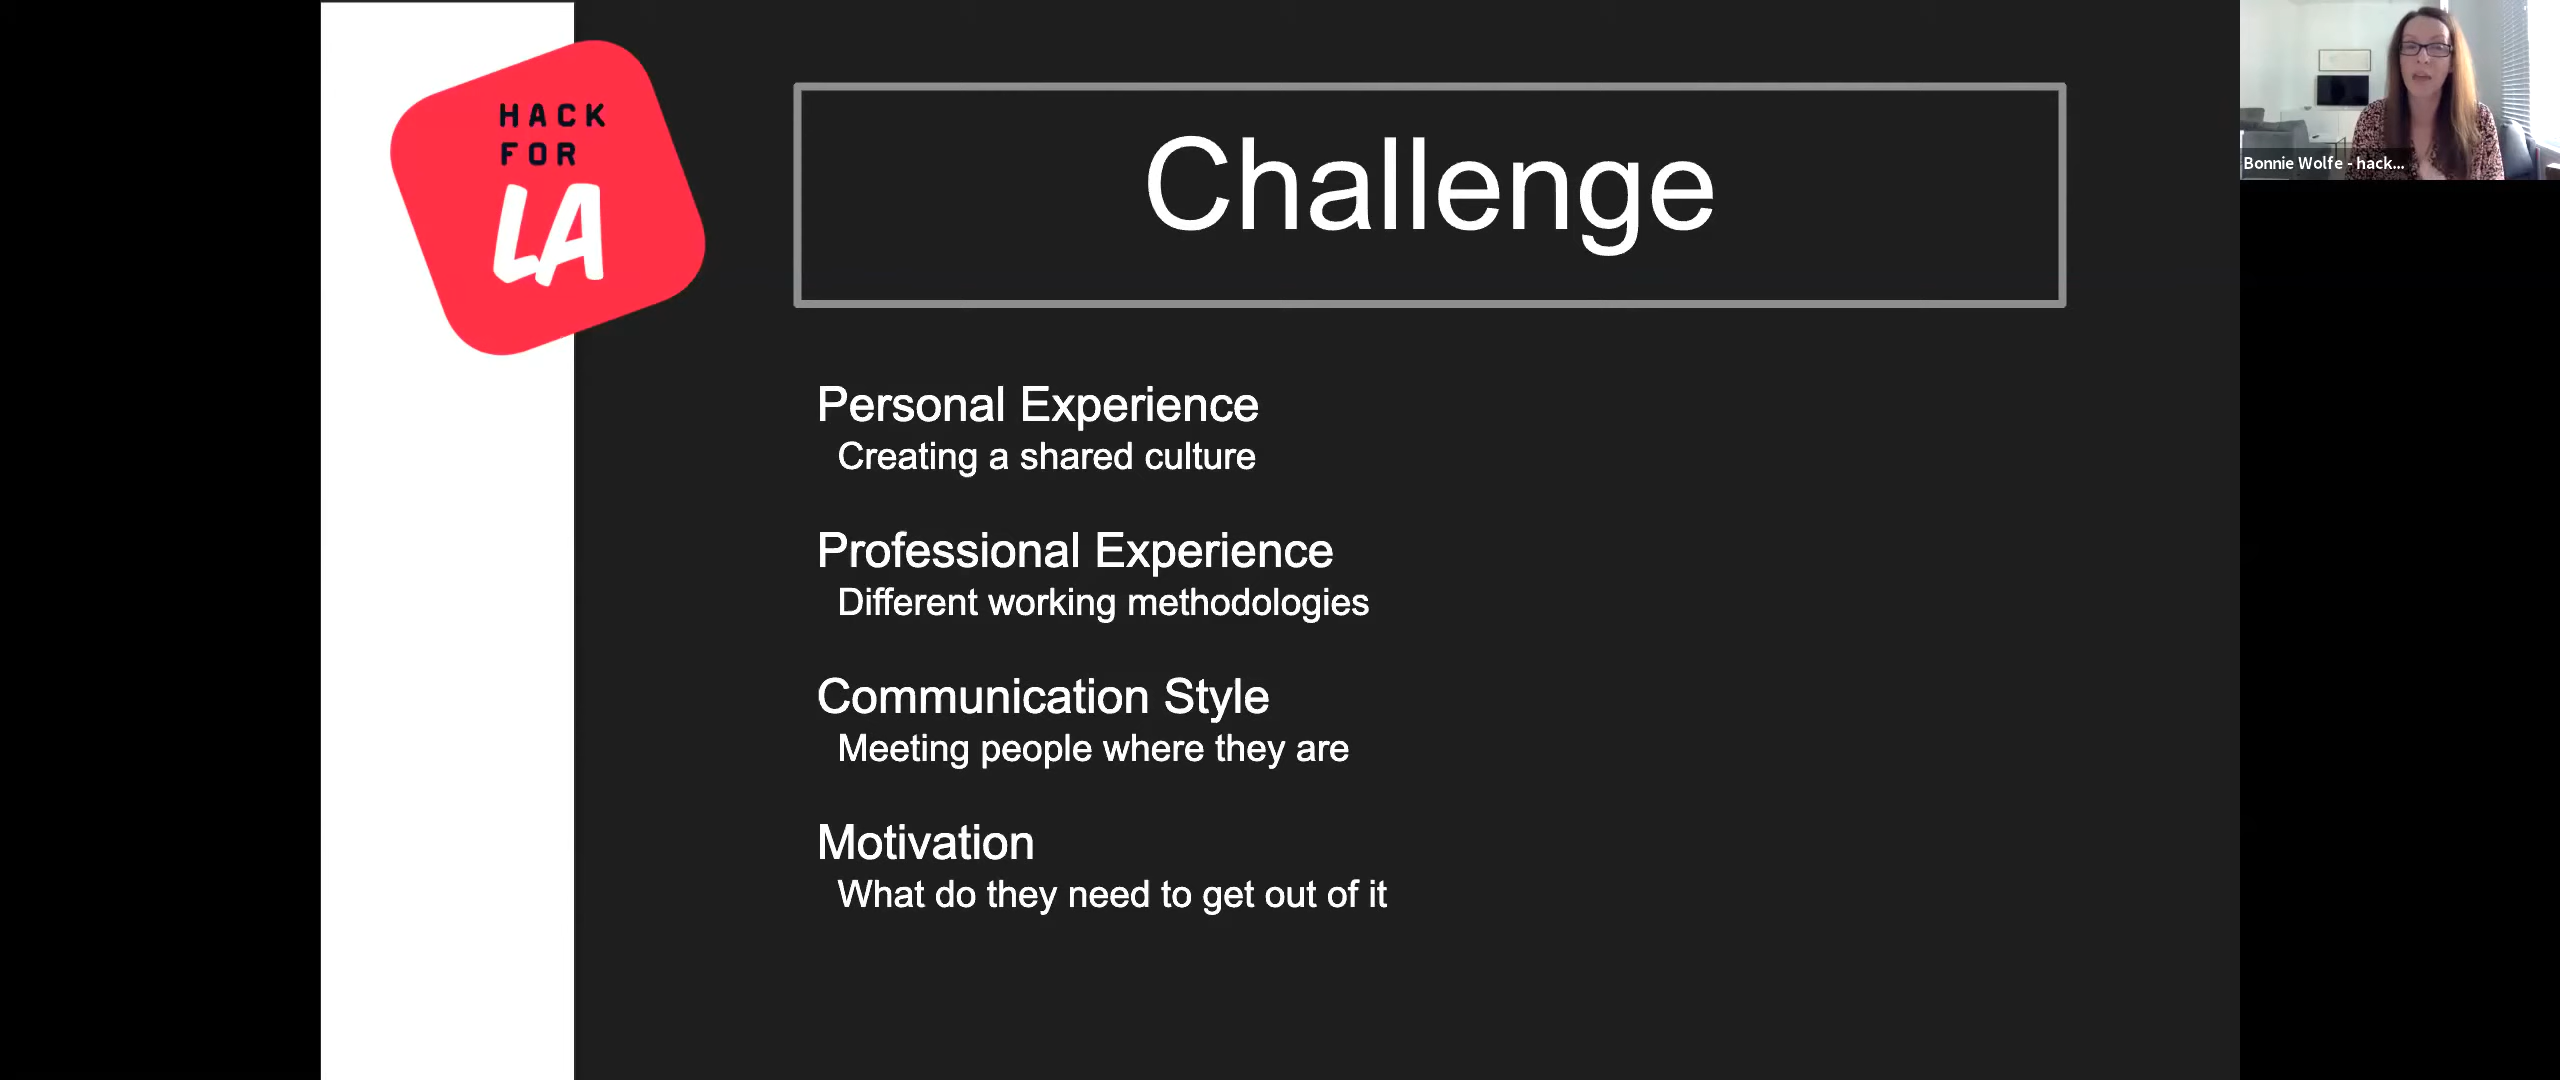 HACK
FOR
LA
Challenge
Personal Experience
Creating a shared culture
Professional Experience
Different working methodologies
Communication Style
Meeting people where they are
Motivation
What do they need to get out of it
Bonnie Wolfe - hack...